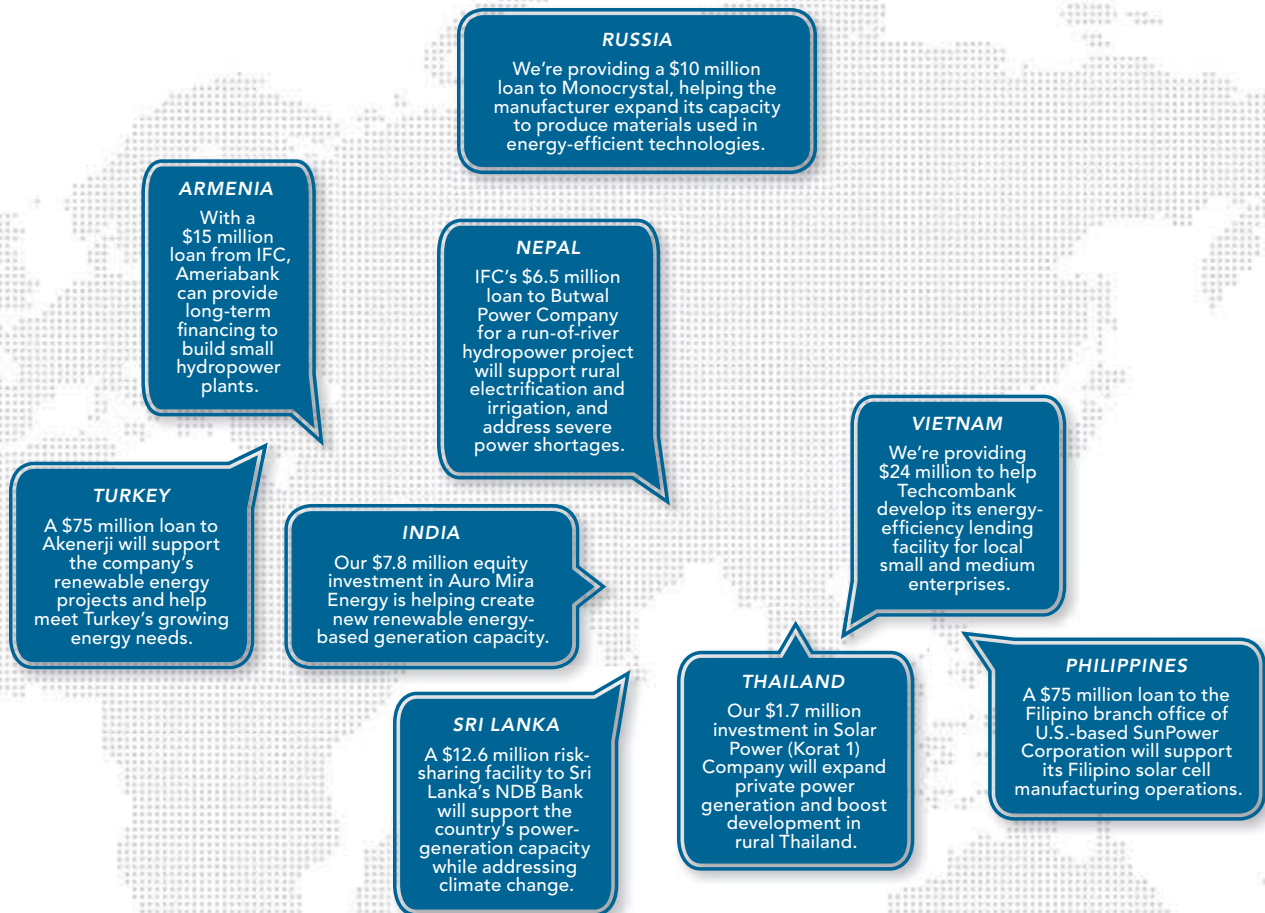 RUSSIA
We're providing a $10 million
loan to Monocrystal, helping the
manufacturer expand its capacity
to produce materials used in
energy-efficient technologies.
ARMENIA
With a
$15 million
loan from IFC,
Ameriabank
can provide
long-term
financing to
build small
hydropower
plants.
NEPAL
IFC's $6.5 million
loan to Butwal
Power Company
for a run-of-river
hydropower project
will support rural
electrification and
irrigation, and
address severe
power shortages.
VIETNAM
We're providing
$24 million to help
Techcombank
develop its energy-
efficiency lending
facility for local
small and medium
enterprises.
TURKEY
A $75 million loan to
Akenerji will support
the company's
renewable energy
projects and help
meet Turkey's growing
energy needs.
INDIA
Our $7.8 million equity
investment in Auro Mira
Energy is helping create
new renewable energy-
based generation capacity.
SRI LANKA
A $12.6 million risk-
sharing facility to Sri
Lanka's NDB Bank
will support the
country's power-
generation capacity
while addressing
climate change.
THAILAND
Our $1.7 million
investment in Solar
Power (Korat 1)
Company will expand
private power
generation and boost
development in
rural Thailand.
PHILIPPINES
A $75 million loan to the
Filipino branch office of
U.S.-based SunPower
Corporation will support
its Filipino solar cell
manufacturing operations.